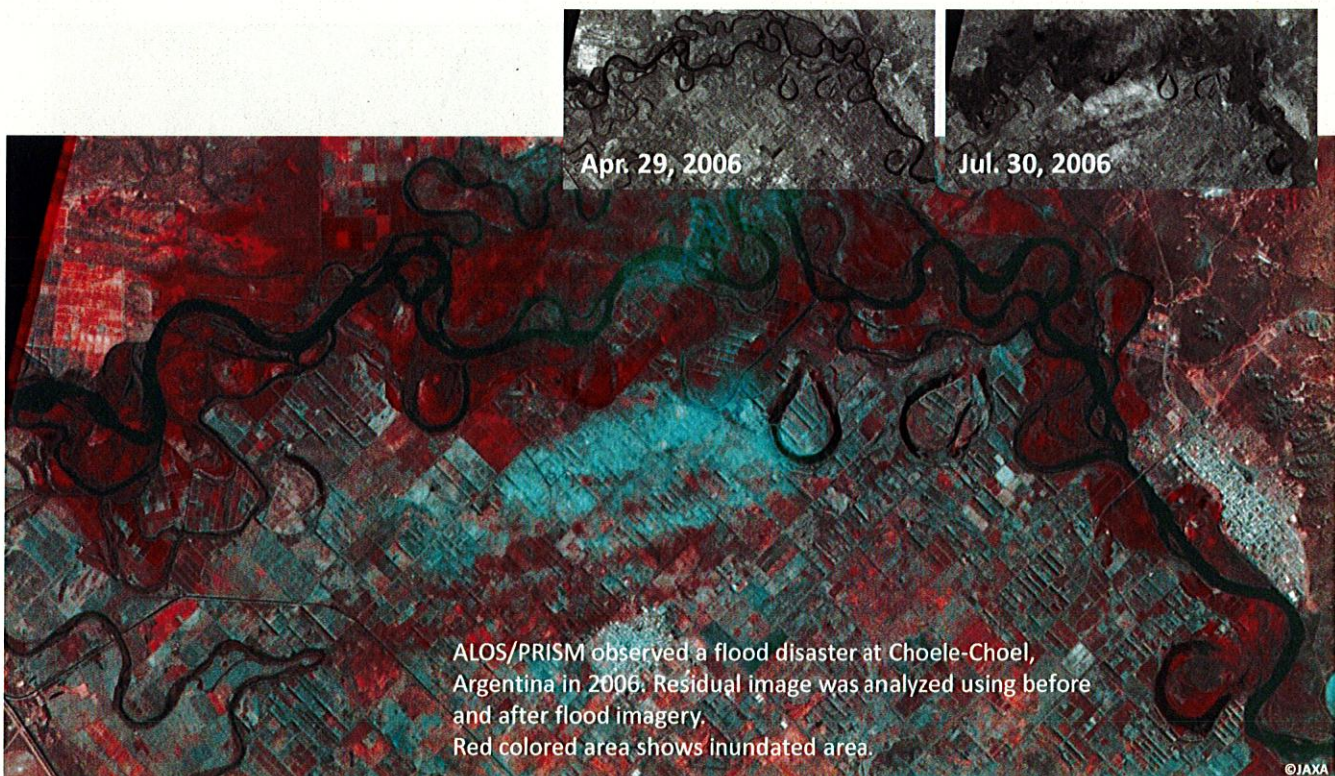 Apr. 29, 2006
Jul. 30, 2006
ALOS/PRISM observed a flood disaster at Choele-Choel,
Argentina in 2006. Residual image was analyzed using before
and after flood imagery.
Red colored area shows inundated area.
©JAXA